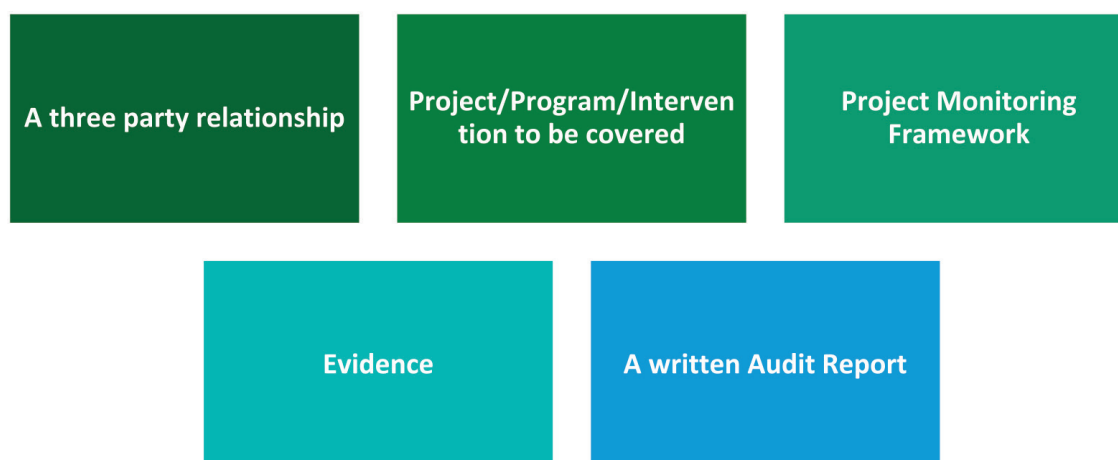 A three party relationship
Project/Program/Interven
tion to be covered
Project Monitoring
Framework
Evidence
A written Audit Report